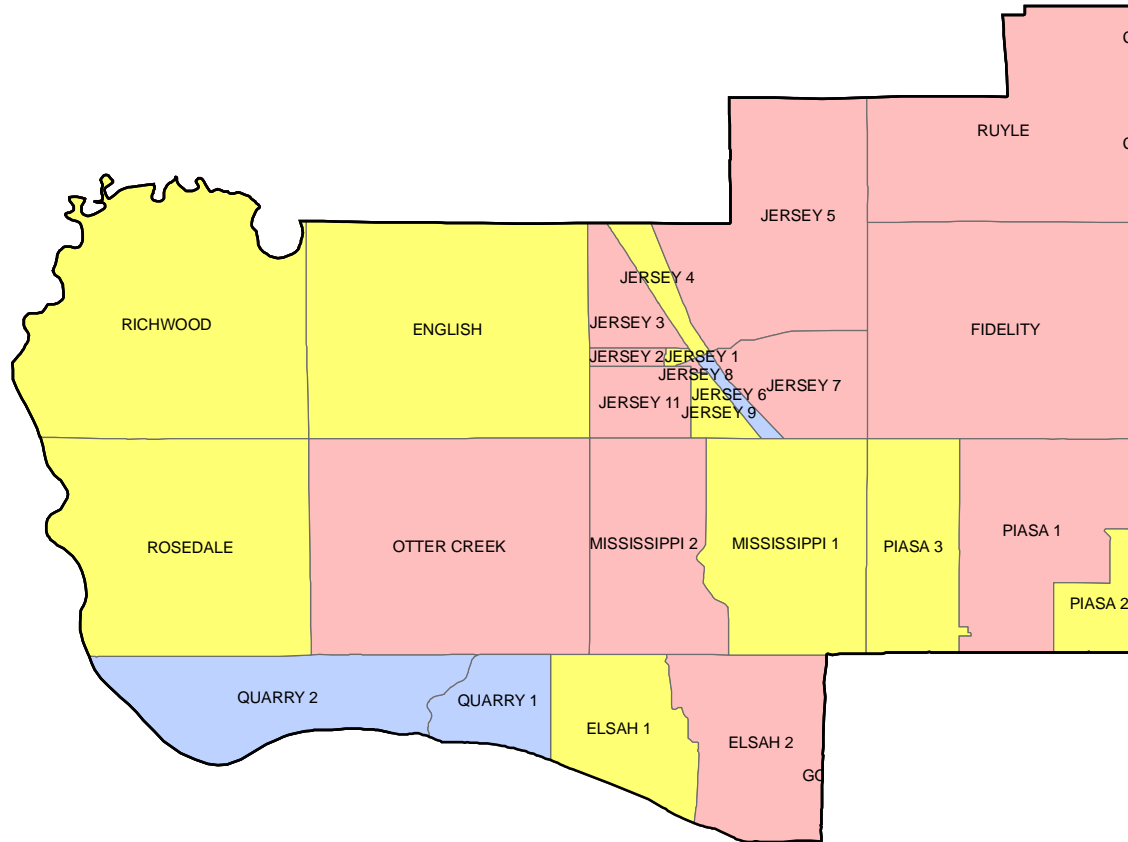 RUYLE
JERSEY 5
JERSEY 4
RICHWOOD
ENGLISH
JERSEY 3
FIDELITY
JERSEY 2
JERSEY 1
JERSEY 8
JERSEY 7
JERSEY 6
JERSEY 11
JERSEY 9
PIASA 1
ROSEDALE
OTTER CREEK
MISSISSIPPI 2
MISSISSIPPI 1
PIASA 3
PIASA 2
QUARRY 2
QUARRY 1
ELSAH 1
ELSAH 2